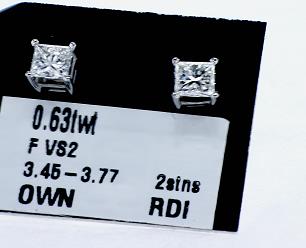 0.63twt
F VS2
3.45-3.77 2stns
OWN RDI